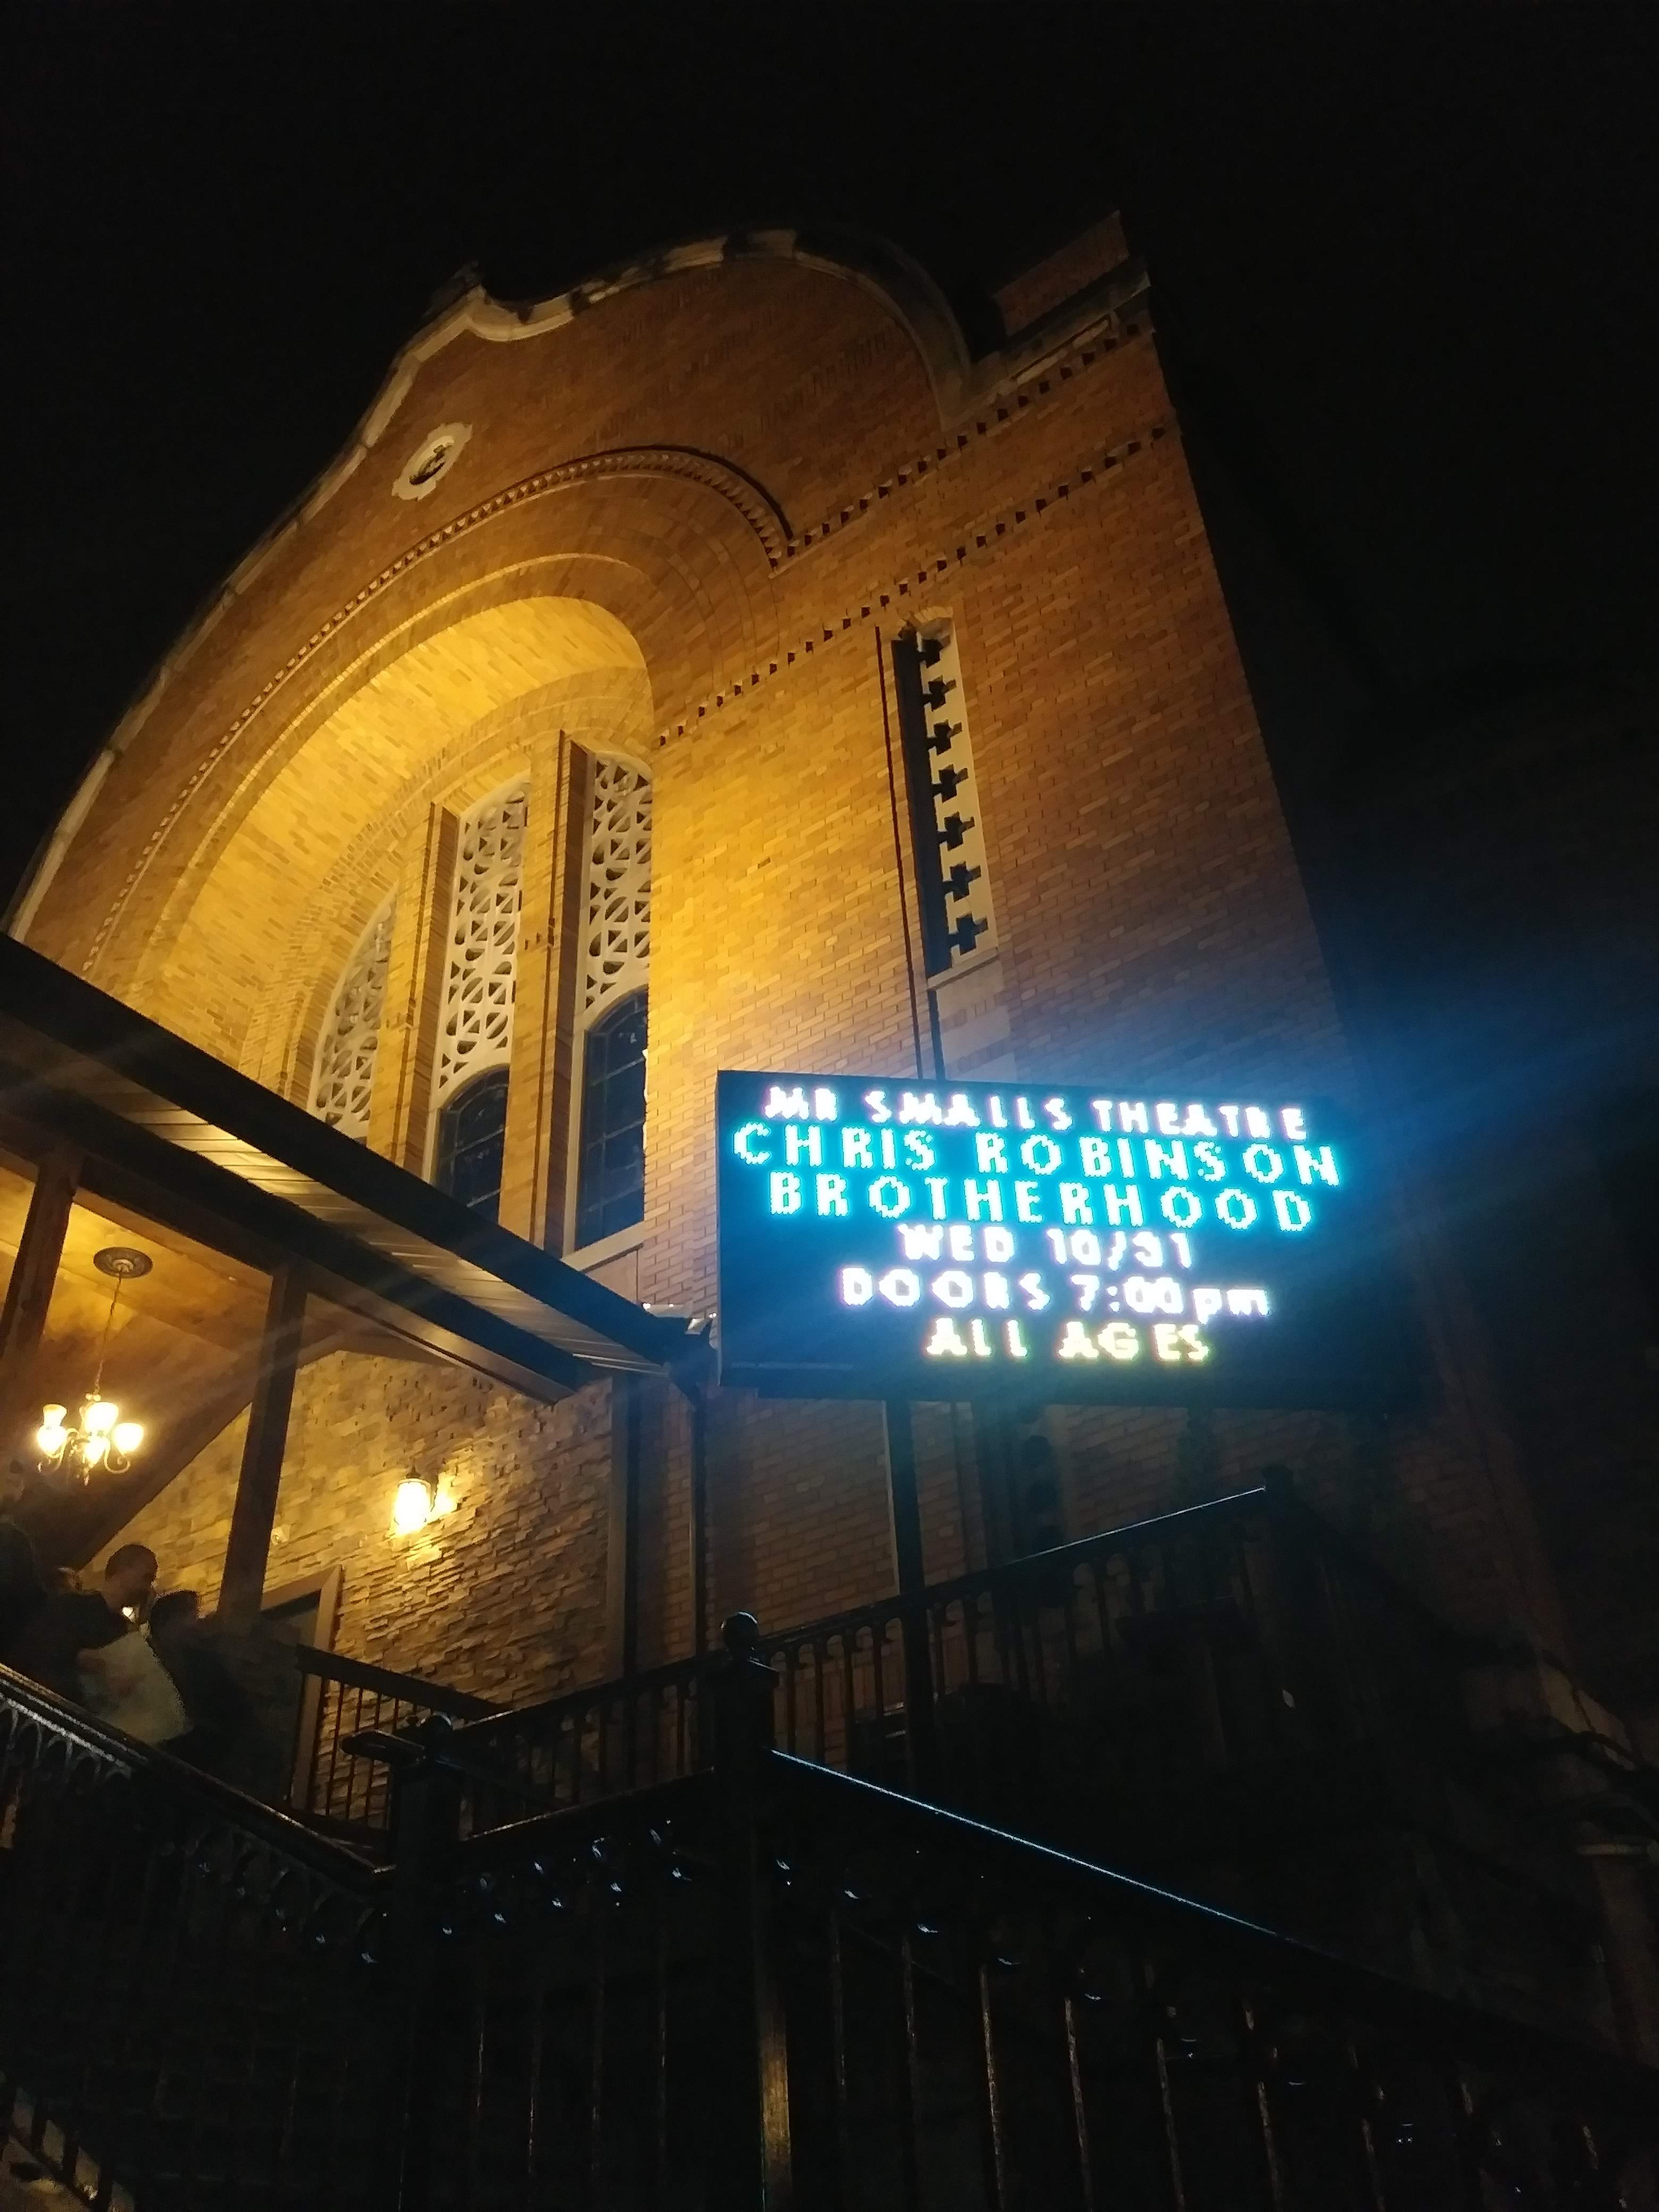 MR SMALLS THEATRE
CHRIS ROBINSON
BROTHERHOOD
WED 10/31
DOORS 7:00pm
ALL AGES